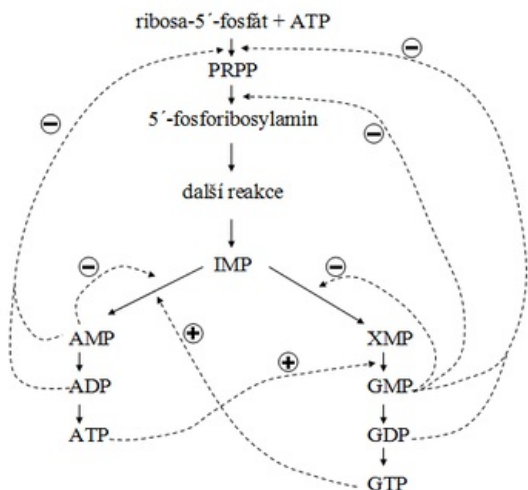 ribosa-5´-fosfát + ATP
PRPP
5´-fosforibosylamin
další reakce
IMP
AMP XMP
ADP GMP
ATP GDP
GTP